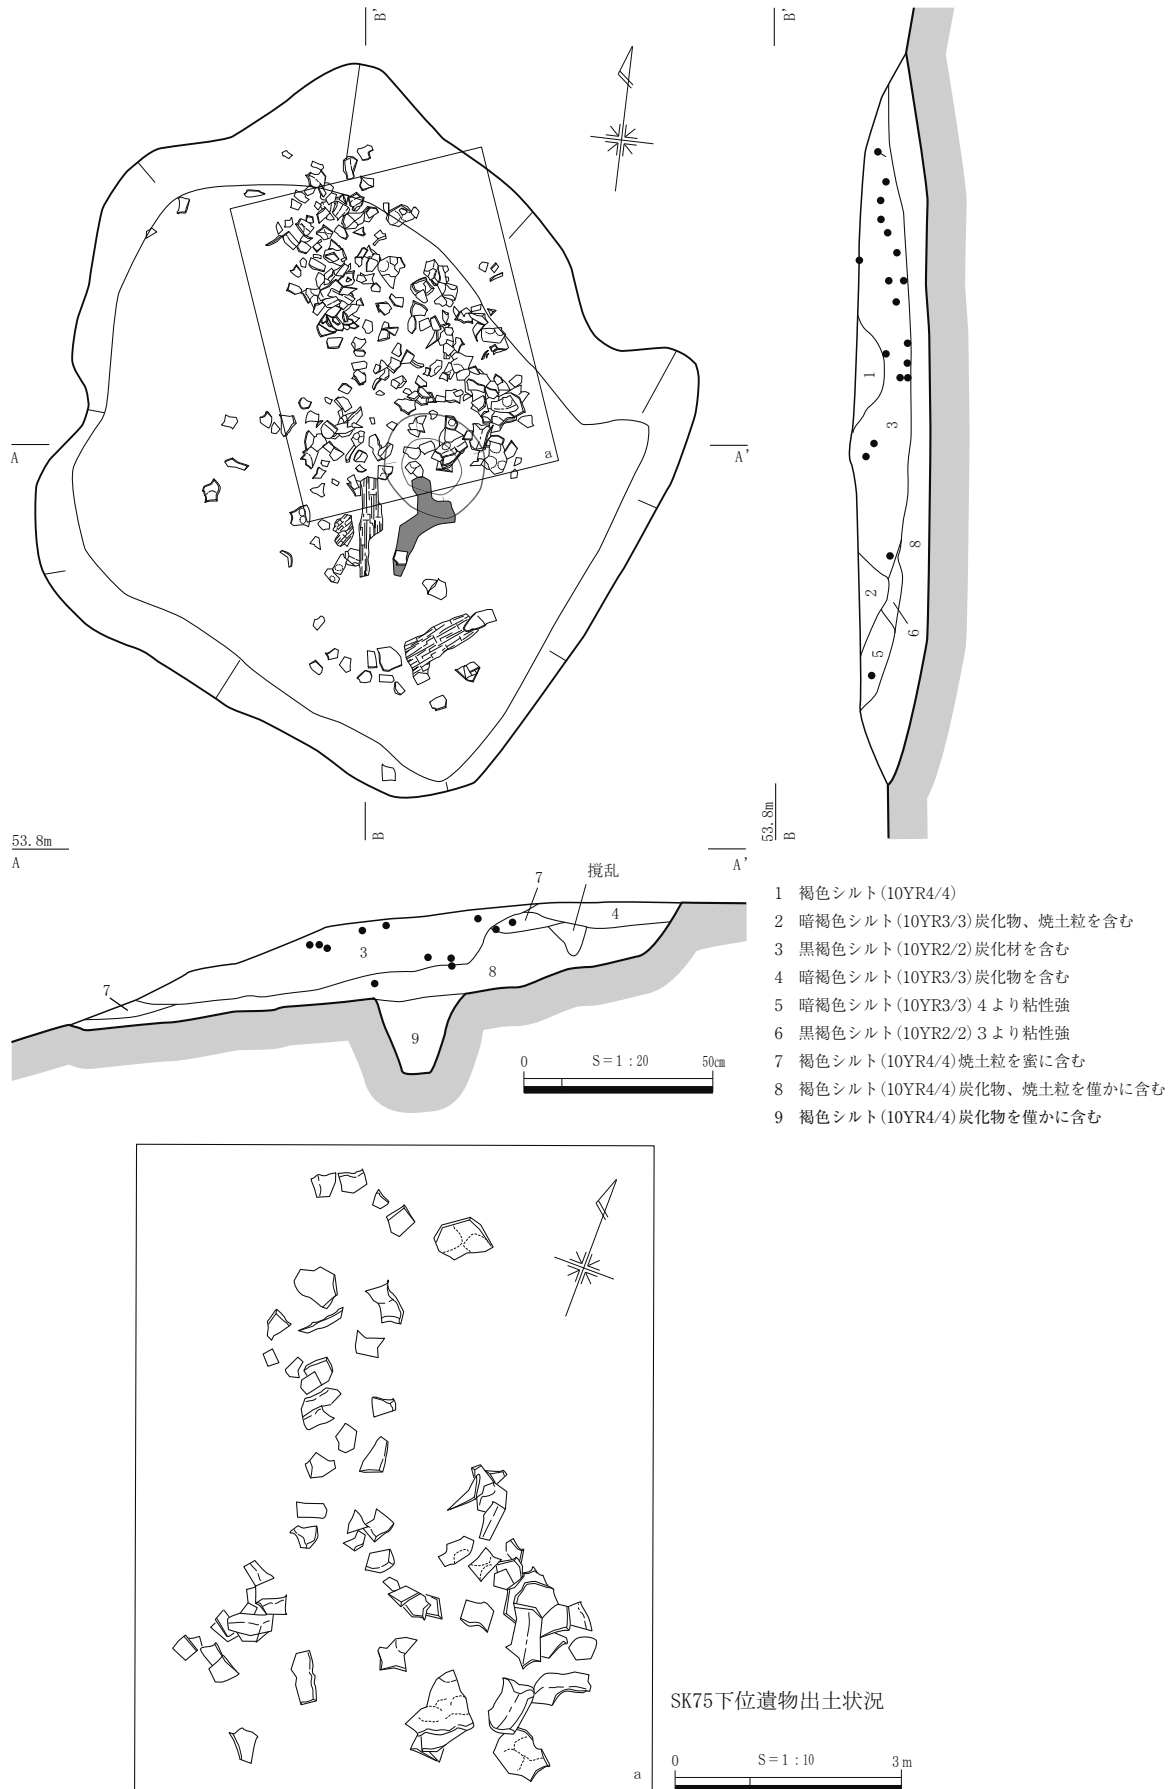 B'
B'
A
A'
a
1
3
8
2
6
5
B
53.8m
B
53.8m
A
A'
7
撹乱
4
3
8
7
9
0
S=1:20
50cm
1 褐色シルト(10YR4/4)
2 暗褐色シルト(10YR3/3)炭化物、焼土粒を含む
3 黒褐色シルト(10YR2/2)炭化材を含む
4 暗褐色シルト(10YR3/3)炭化物を含む
5 暗褐色シルト(10YR3/3)4より粘性強
6 黒褐色シルト(10YR2/2)3より粘性強
7 褐色シルト(10YR4/4)焼土粒を蜜に含む
8 褐色シルト(10YR4/4)炭化物、焼土粒を僅かに含む
9 褐色シルト(10YR4/4)炭化物を僅かに含む
SK75下位遺物出土状況
a
0
S=1:10
3m